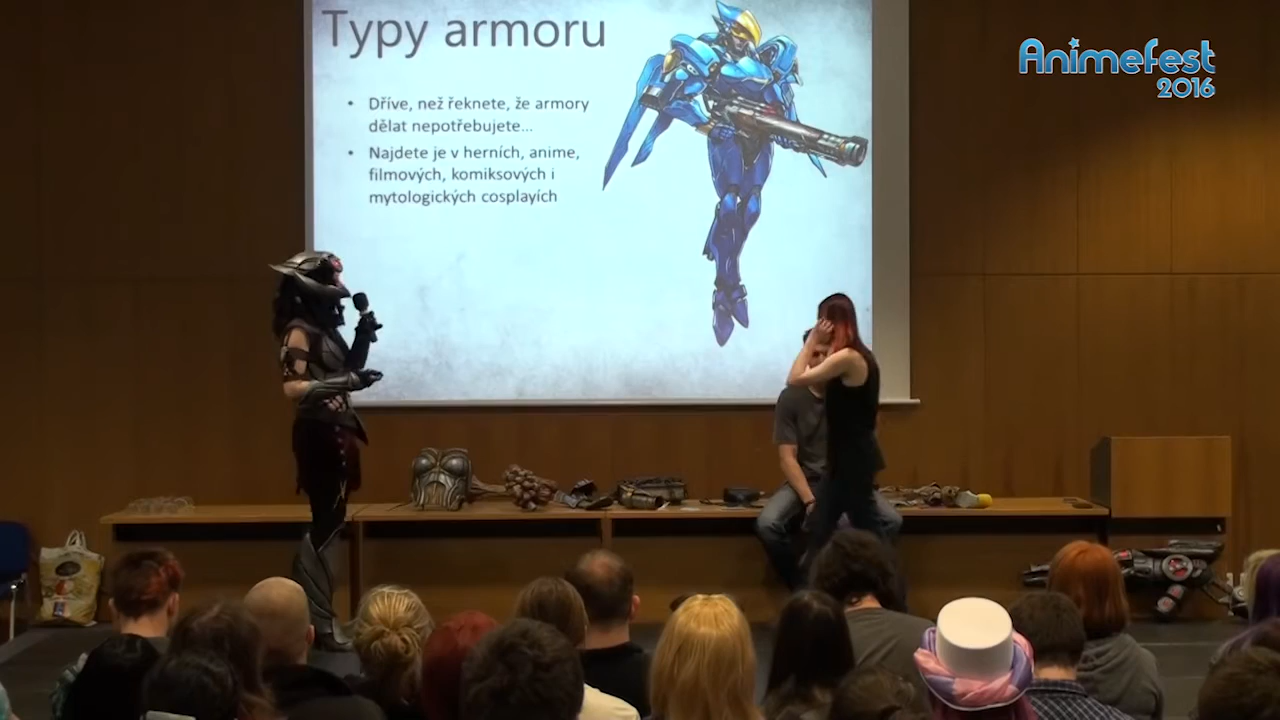 Typy armoru
AnimeFest
2016
• Dříve, než řeknete, že armory
dělat nepotřebujete...
• Najdete je v herních, anime,
filmových, komiksových i
mytologických cosplayích